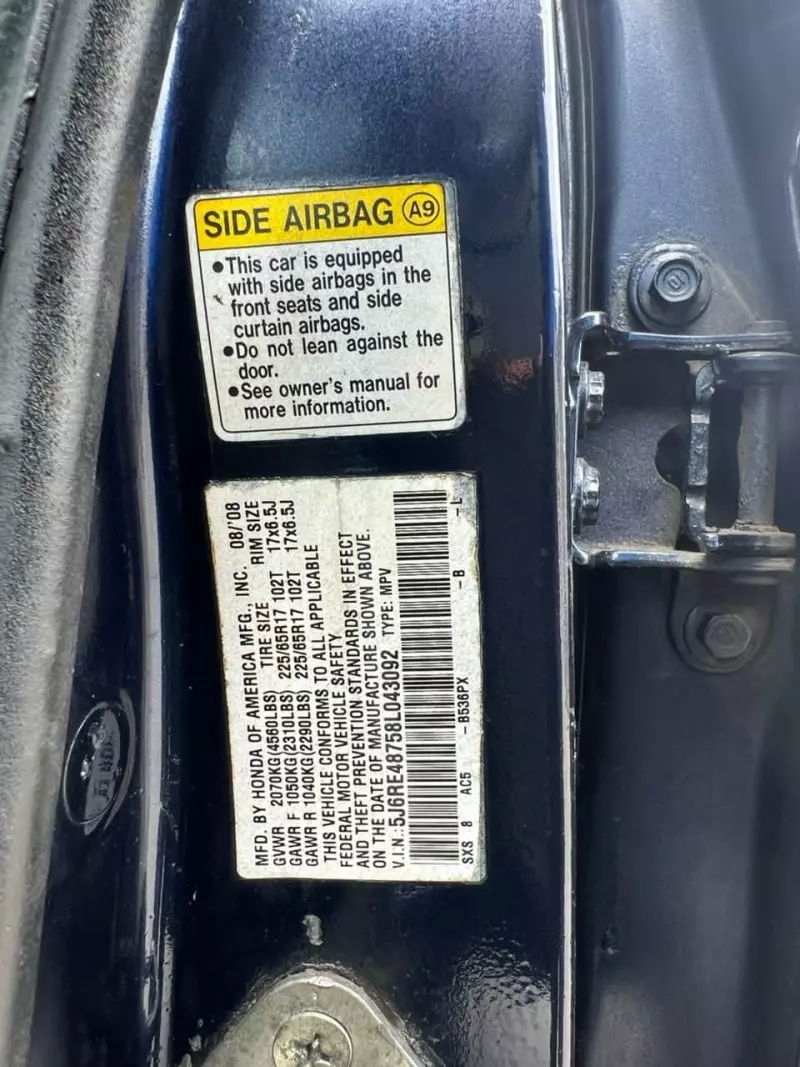 SIDE AIRBAG A9
●This car is equipped
with side airbags in the
front seats and side
curtain airbags.
●Do not lean against the
door.
●See owner's manual for
more information.
MFD. BY HONDA OF AMERICA MFG., INC. 08/'08
GVWR 2070KG(4560LBS) TIRE SIZE RIM SIZE
GAWR F 1050KG(2310LBS) 225/65R17 102T 17x6.5J
GAWR R 1040KG(2290LBS) 225/65R17 102T 17x6.5J
THIS VEHICLE CONFORMS TO ALL APPLICABLE
FEDERAL MOTOR VEHICLE SAFETY
AND THEFT PREVENTION STANDARDS IN EFFECT
ON THE DATE OF MANUFACTURE SHOWN ABOVE.
V.I.N.:5J6RE48758L043092 TYPE: MPV
SXS 8 AC5 -B536PX -B -L